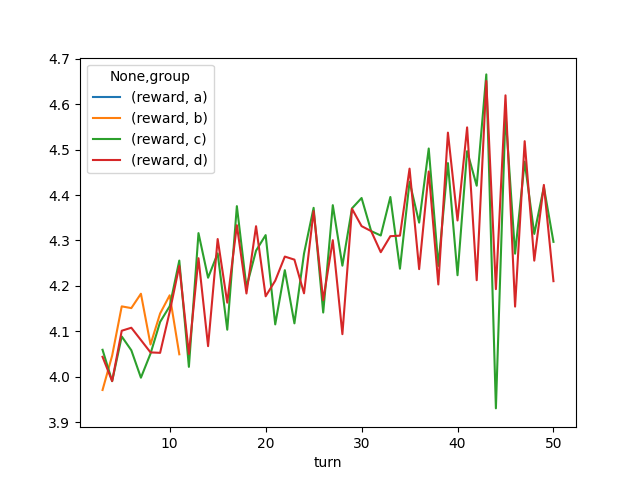 4.7
4.6
4.5
4.4
4.3
4.2
4.1
4.0
3.9
None,group
(reward, a)
(reward, b)
(reward, c)
(reward, d)
10 20 30 40 50
turn